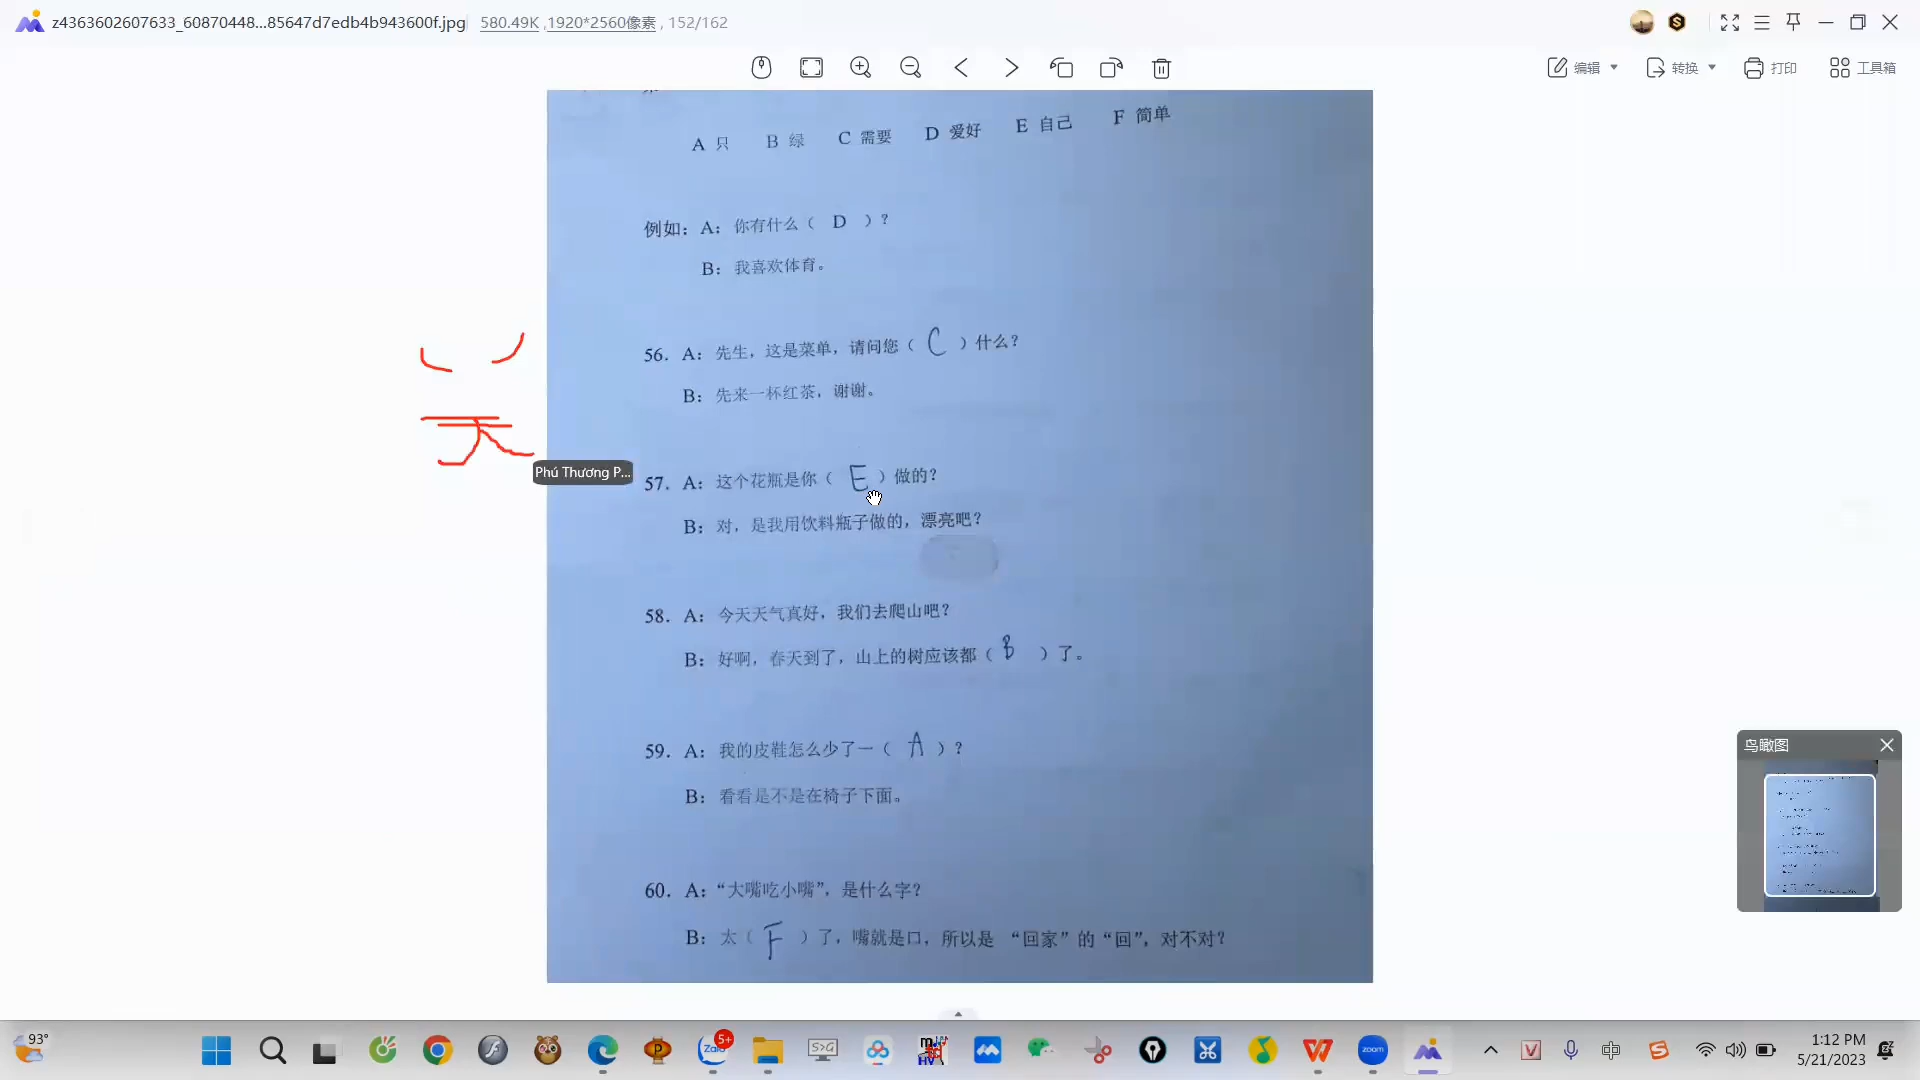 z4363602607633_60870448...85647d7edb4b943600f.jpg 580.49K ,1920*2560像素 , 152/162
编辑 转换 打印 工具箱
A 只 B 绿 C 需要 D 爱好 E 自己 F 简单
例如： A： 你有什么（ D ）？
B： 我喜欢体育。
56． A： 先生，这是菜单，请问您（ C ）什么？
B： 先来一杯红茶，谢谢。
Phú Thương P...
57． A： 这个花瓶是你（ E ）做的？
B： 对，是我用饮料瓶子做的，漂亮吧？
58． A： 今天天气真好，我们去爬山吧？
B： 好啊，春天到了，山上的树应该都（ B ）了。
鸟瞰图
59． A： 我的皮鞋怎么少了一（ A ）？
B： 看看是不是在椅子下面。
60． A：“大嘴吃小嘴”，是什么字？
B： 太（ F ）了，嘴就是口，所以是 “回家”的“回”，对不对？
93°
5+
Zalo
zoom
中
1:12 PM
5/21/2023